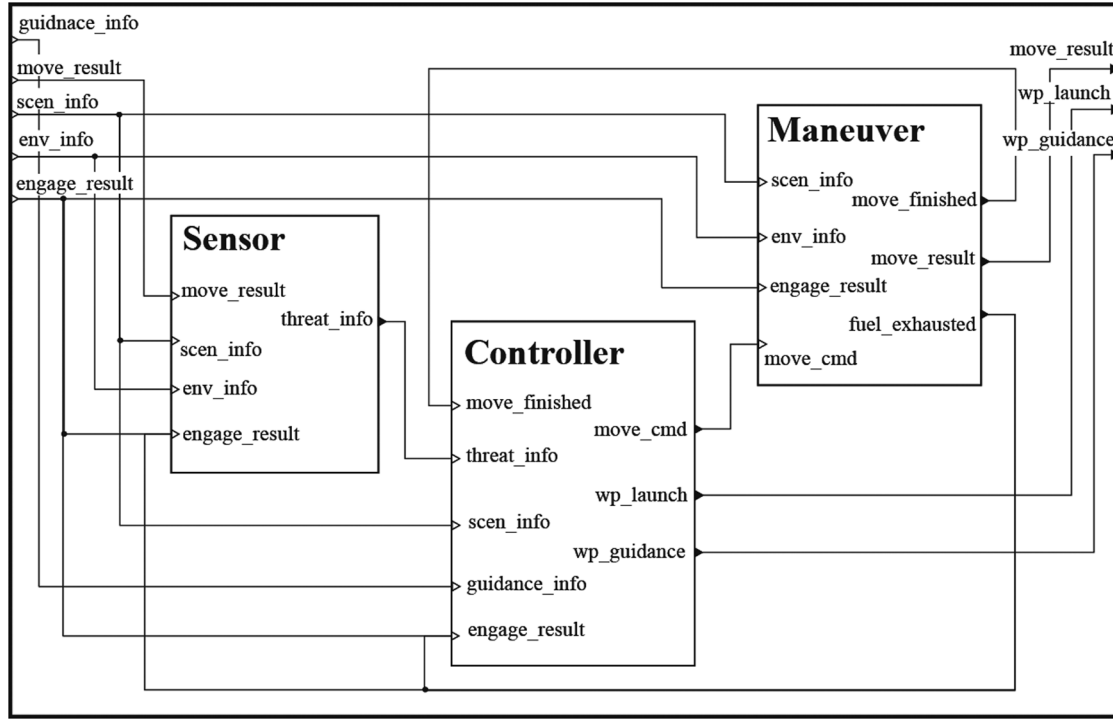 guidnace_info
move_result
scen_info
env_info
engage_result
Sensor
move_result
scen_info
env_info
engage_result
threat_info
Controller
move_finished
threat_info
scen_info
guidance_info
engage_result
move_cmd
wp_launch
wp_guidance
Maneuver
scen_info
env_info
engage_result
move_cmd
move_finished
move_result
fuel_exhausted
move_result
wp_launch
wp_guidance